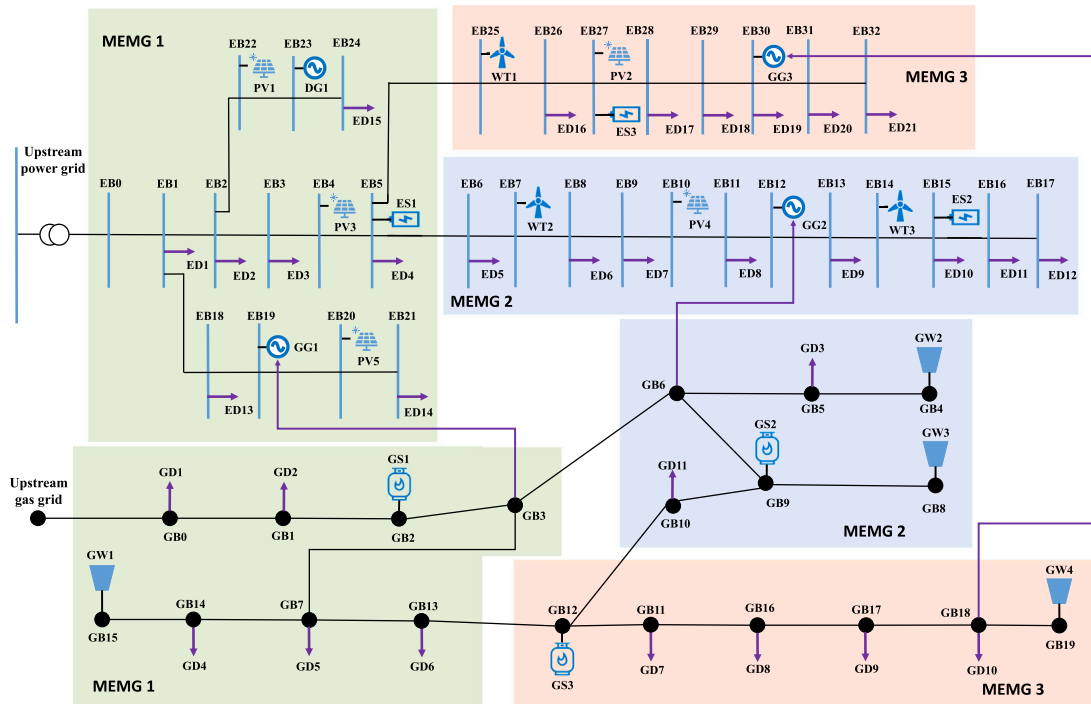 MEMG 1
EB22
EB23
EB24
PV1
DG1
ED15
EB25
EB26
EB27
EB28
EB29
EB30
EB31
EB32
WT1
PV2
GG3
MEMG 3
ES3
ED16
ED17
ED18
ED19
ED20
ED21
Upstream
power grid
EB0
EB1
EB2
EB3
EB4
EB5
ES1
PV3
ED1
ED2
ED3
ED4
EB6
EB7
EB8
EB9
EB10
EB11
EB12
EB13
EB14
EB15
EB16
EB17
WT2
PV4
GG2
WT3
ES2
ED5
ED6
ED7
ED8
ED9
ED10
ED11
ED12
MEMG 2
EB18
EB19
EB20
EB21
GG1
PV5
ED13
ED14
GB6
GD3
GW2
GB5
GB4
GS2
GW3
GD11
GB9
GB8
GB10
MEMG 2
Upstream
gas grid
GD1
GD2
GS1
GB0
GB1
GB2
GB3
GW1
GB15
GB14
GB7
GB13
GD4
GD5
GD6
MEMG 1
GB12
GB11
GB16
GB17
GB18
GW4
GB19
GS3
GD7
GD8
GD9
GD10
MEMG 3